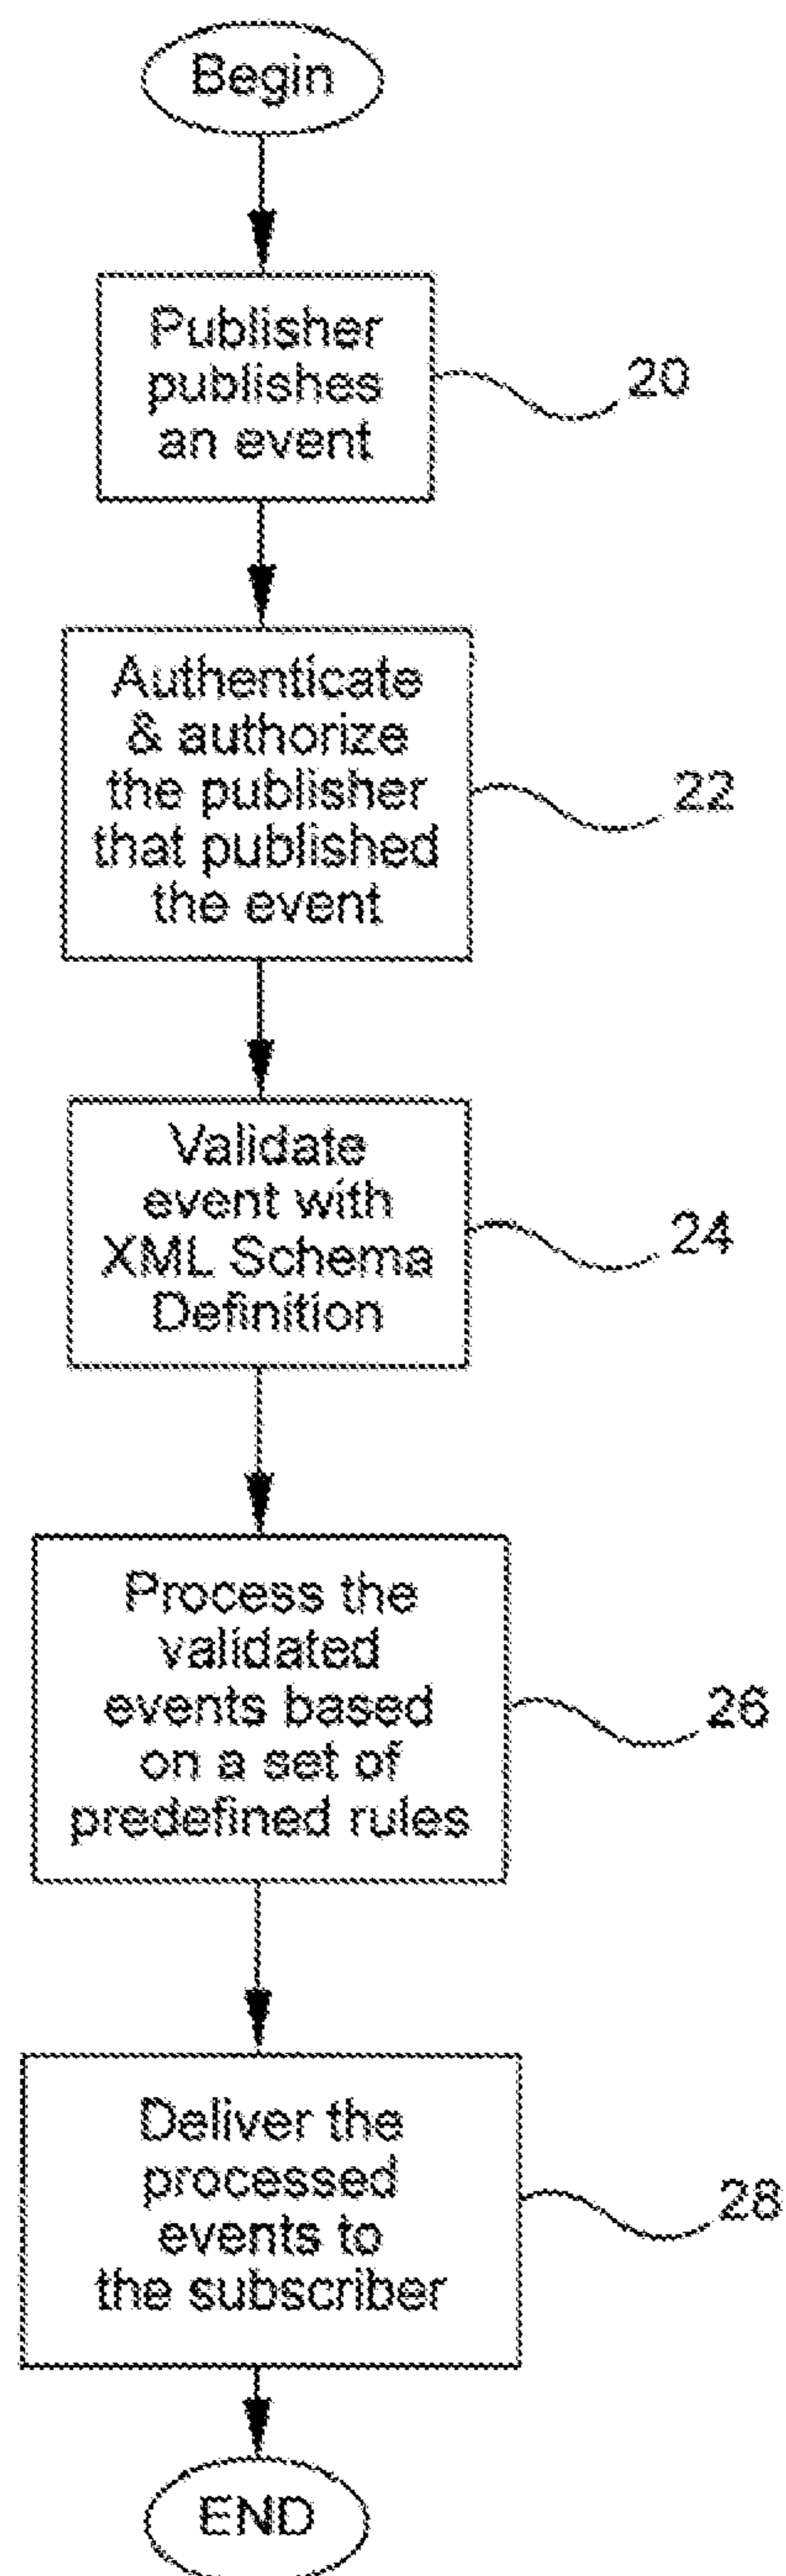 Begin
Publisher
publishes
an event
20
Authenticate
& authorize
the publisher
that published
the event
22
Validate
event with
XML Schema
Definition
24
Process the
validated
events based
on a set of
predefined rules
26
Deliver the
processed
events to
the subscriber
28
END